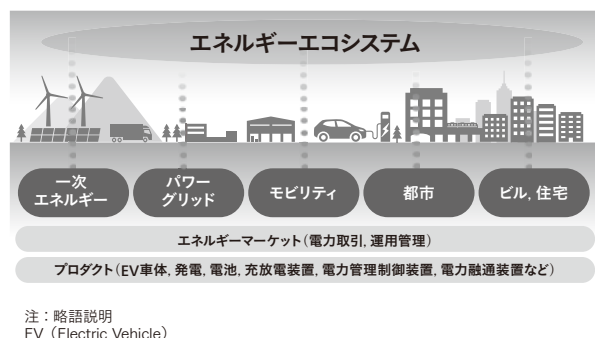 エネルギーエコシステム
一次
エネルギー
パワー
グリッド
モビリティ
都市
ビル, 住宅
エネルギーマーケット（電力取引, 運用管理）
プロダクト（EV車体, 発電, 電池, 充放電装置, 電力管理制御装置, 電力融通装置など）
注：略語説明
EV（Electric Vehicle）